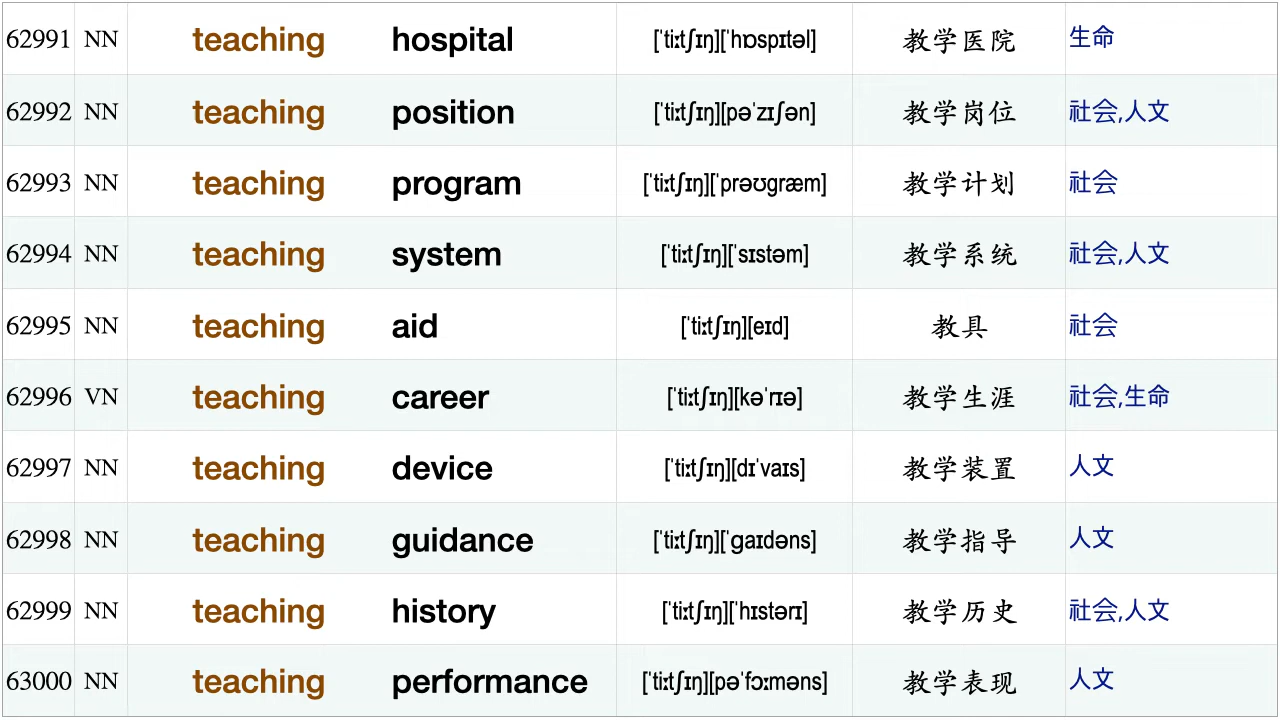 62991 NN teaching hospital [ˈtiːtʃɪŋ][ˈhɒspɪtəl] 教学医院 生命
62992 NN teaching position [ˈtiːtʃɪŋ][pəˈzɪʃən] 教学岗位 社会,人文
62993 NN teaching program [ˈtiːtʃɪŋ][ˈprəʊgræm] 教学计划 社会
62994 NN teaching system [ˈtiːtʃɪŋ][ˈsɪstəm] 教学系统 社会,人文
62995 NN teaching aid [ˈtiːtʃɪŋ][eɪd] 教具 社会
62996 VN teaching career [ˈtiːtʃɪŋ][kəˈrɪə] 教学生涯 社会,生命
62997 NN teaching device [ˈtiːtʃɪŋ][dɪˈvaɪs] 教学装置 人文
62998 NN teaching guidance [ˈtiːtʃɪŋ][ˈgaɪdəns] 教学指导 人文
62999 NN teaching history [ˈtiːtʃɪŋ][ˈhɪstərɪ] 教学历史 社会,人文
63000 NN teaching performance [ˈtiːtʃɪŋ][pəˈfɔːməns] 教学表现 人文